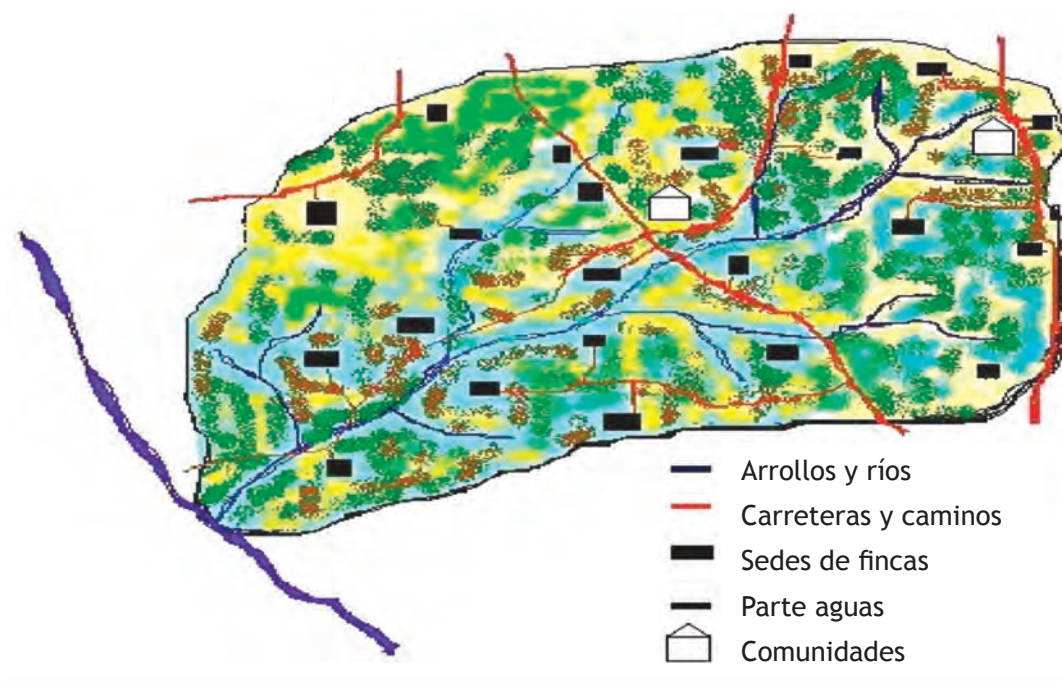 Arrollos y ríos
Carreteras y caminos
Sedes de fincas
Parte aguas
Comunidades